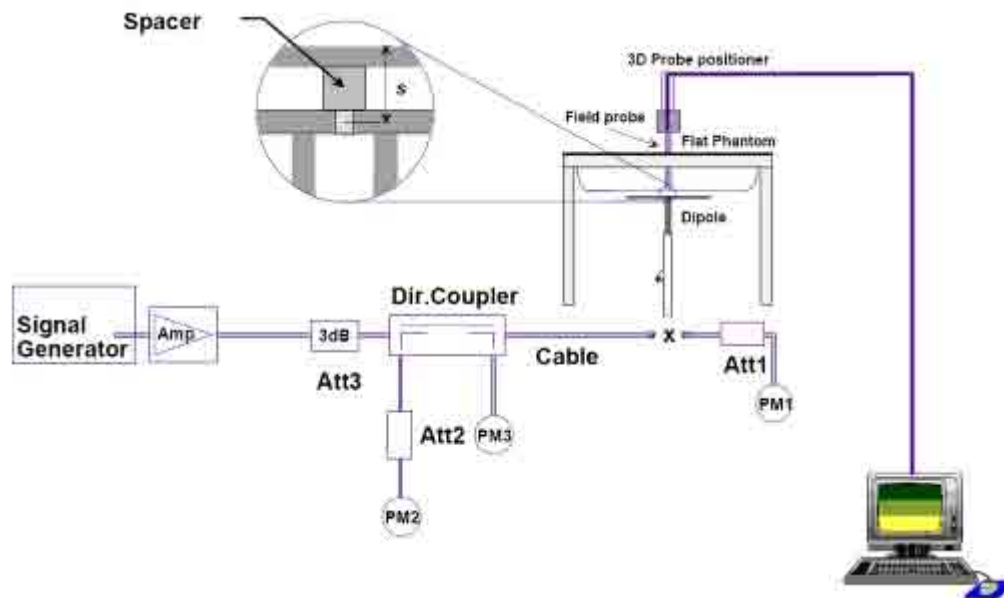 Spacer
s
3D Probe positioner
Field probe
Flat Phantom
Dipole
Signal
Generator
Amp
3dB
Att3
Dir.Coupler
Cable
x
Att1
PM1
Att2
PM3
PM2